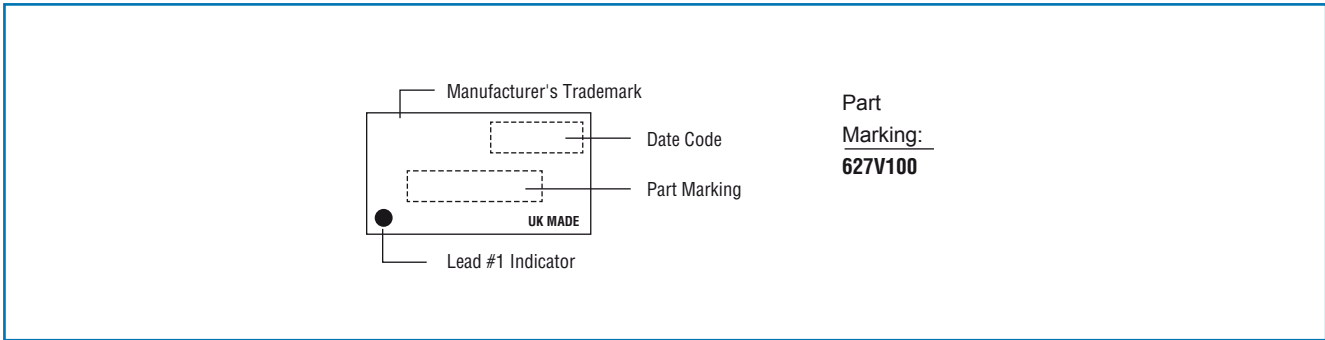 Manufacturer's Trademark
Date Code
Part Marking
UK MADE
Lead #1 Indicator
Part
Marking:
627V100